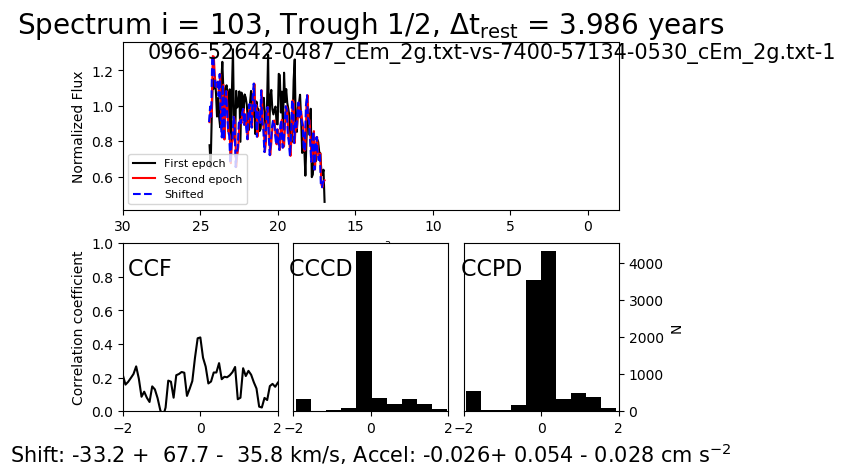 Spectrum i = 103, Trough 1/2, Δt_rest = 3.986 years
0966-52642-0487_cEm_2g.txt-vs-7400-57134-0530_cEm_2g.txt-1
Normalized Flux
1.2
1.0
0.8
0.6
First epoch
Second epoch
Shifted
30 25 20 15 10 5 0
Correlation coefficient
1.0
0.8
0.6
0.4
0.2
0.0
CCF
−2 0 2
CCCD
−2 0 2
CCPD
−2 0 2
4000
3000
2000
1000
0
N
Shift: -33.2 + 67.7 - 35.8 km/s, Accel: -0.026+ 0.054 - 0.028 cm s⁻²